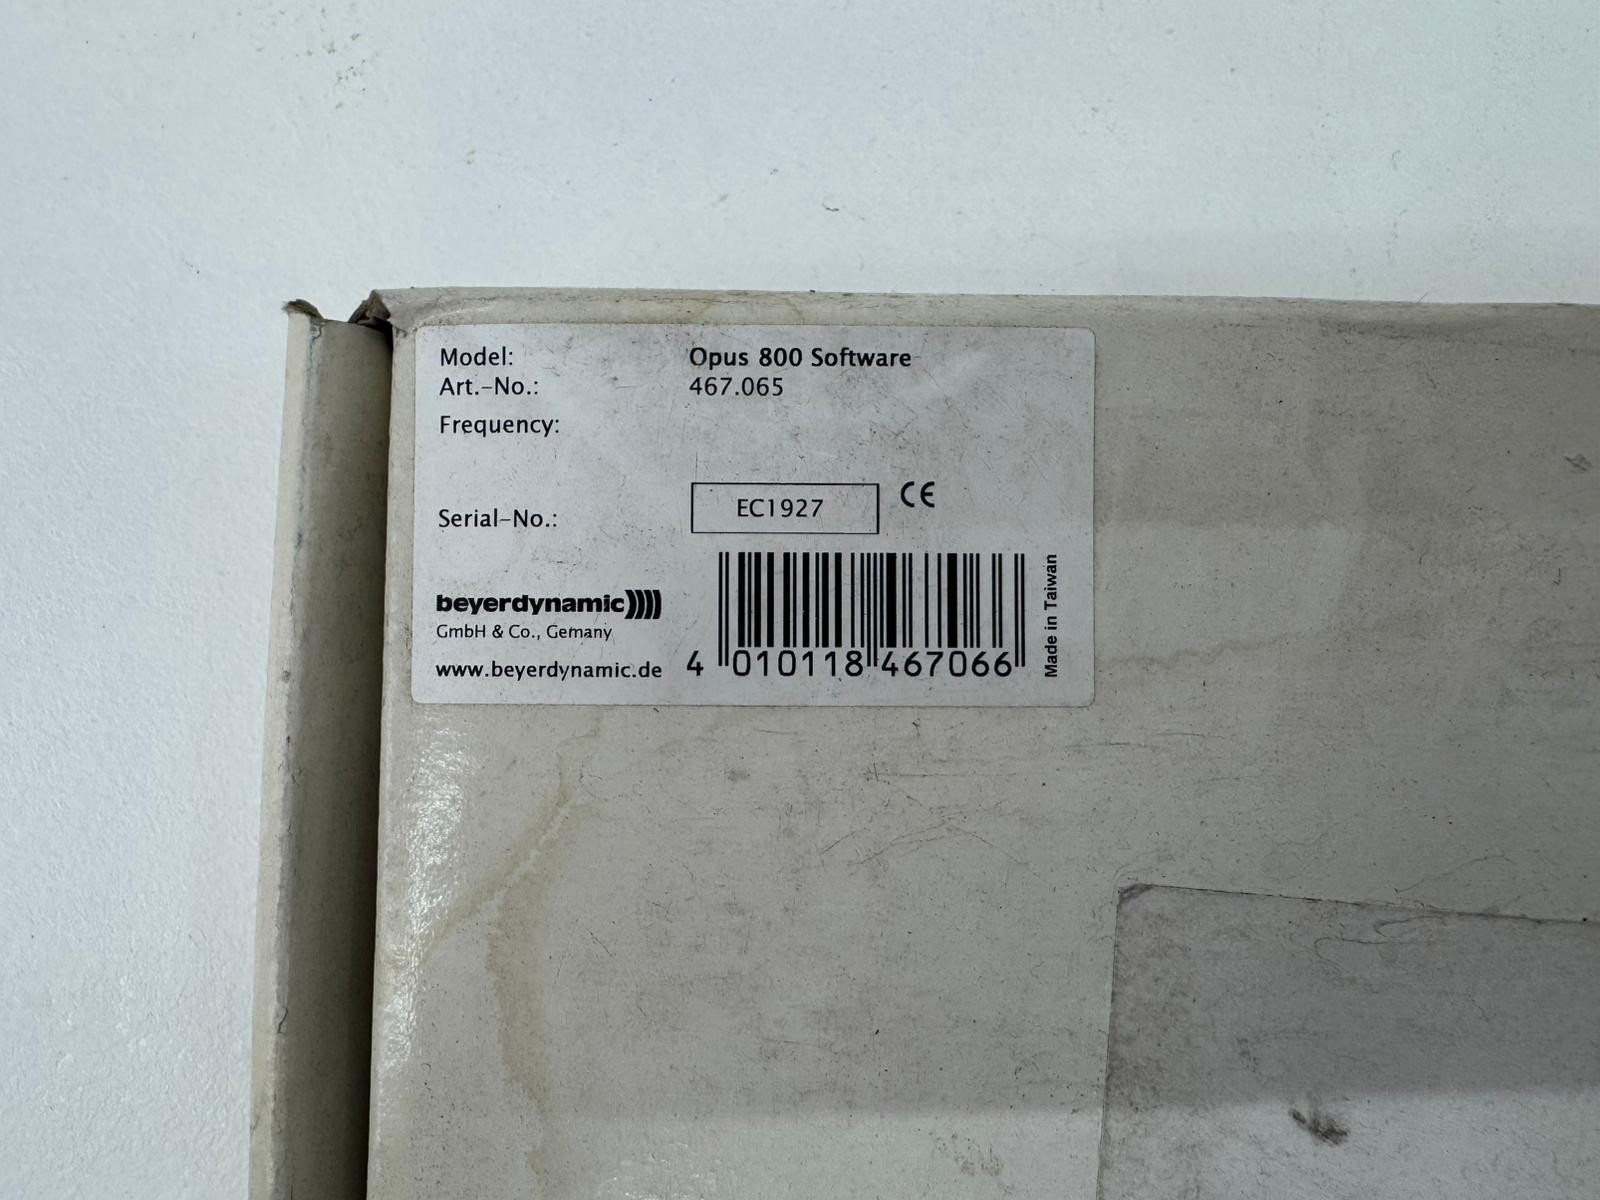 Model: Opus 800 Software
Art.-No.: 467.065
Frequency:
Serial-No.: EC1927 CE
beyerdynamic
GmbH & Co., Gemany
www.beyerdynamic.de
4 010118 467066
Made in Taiwan